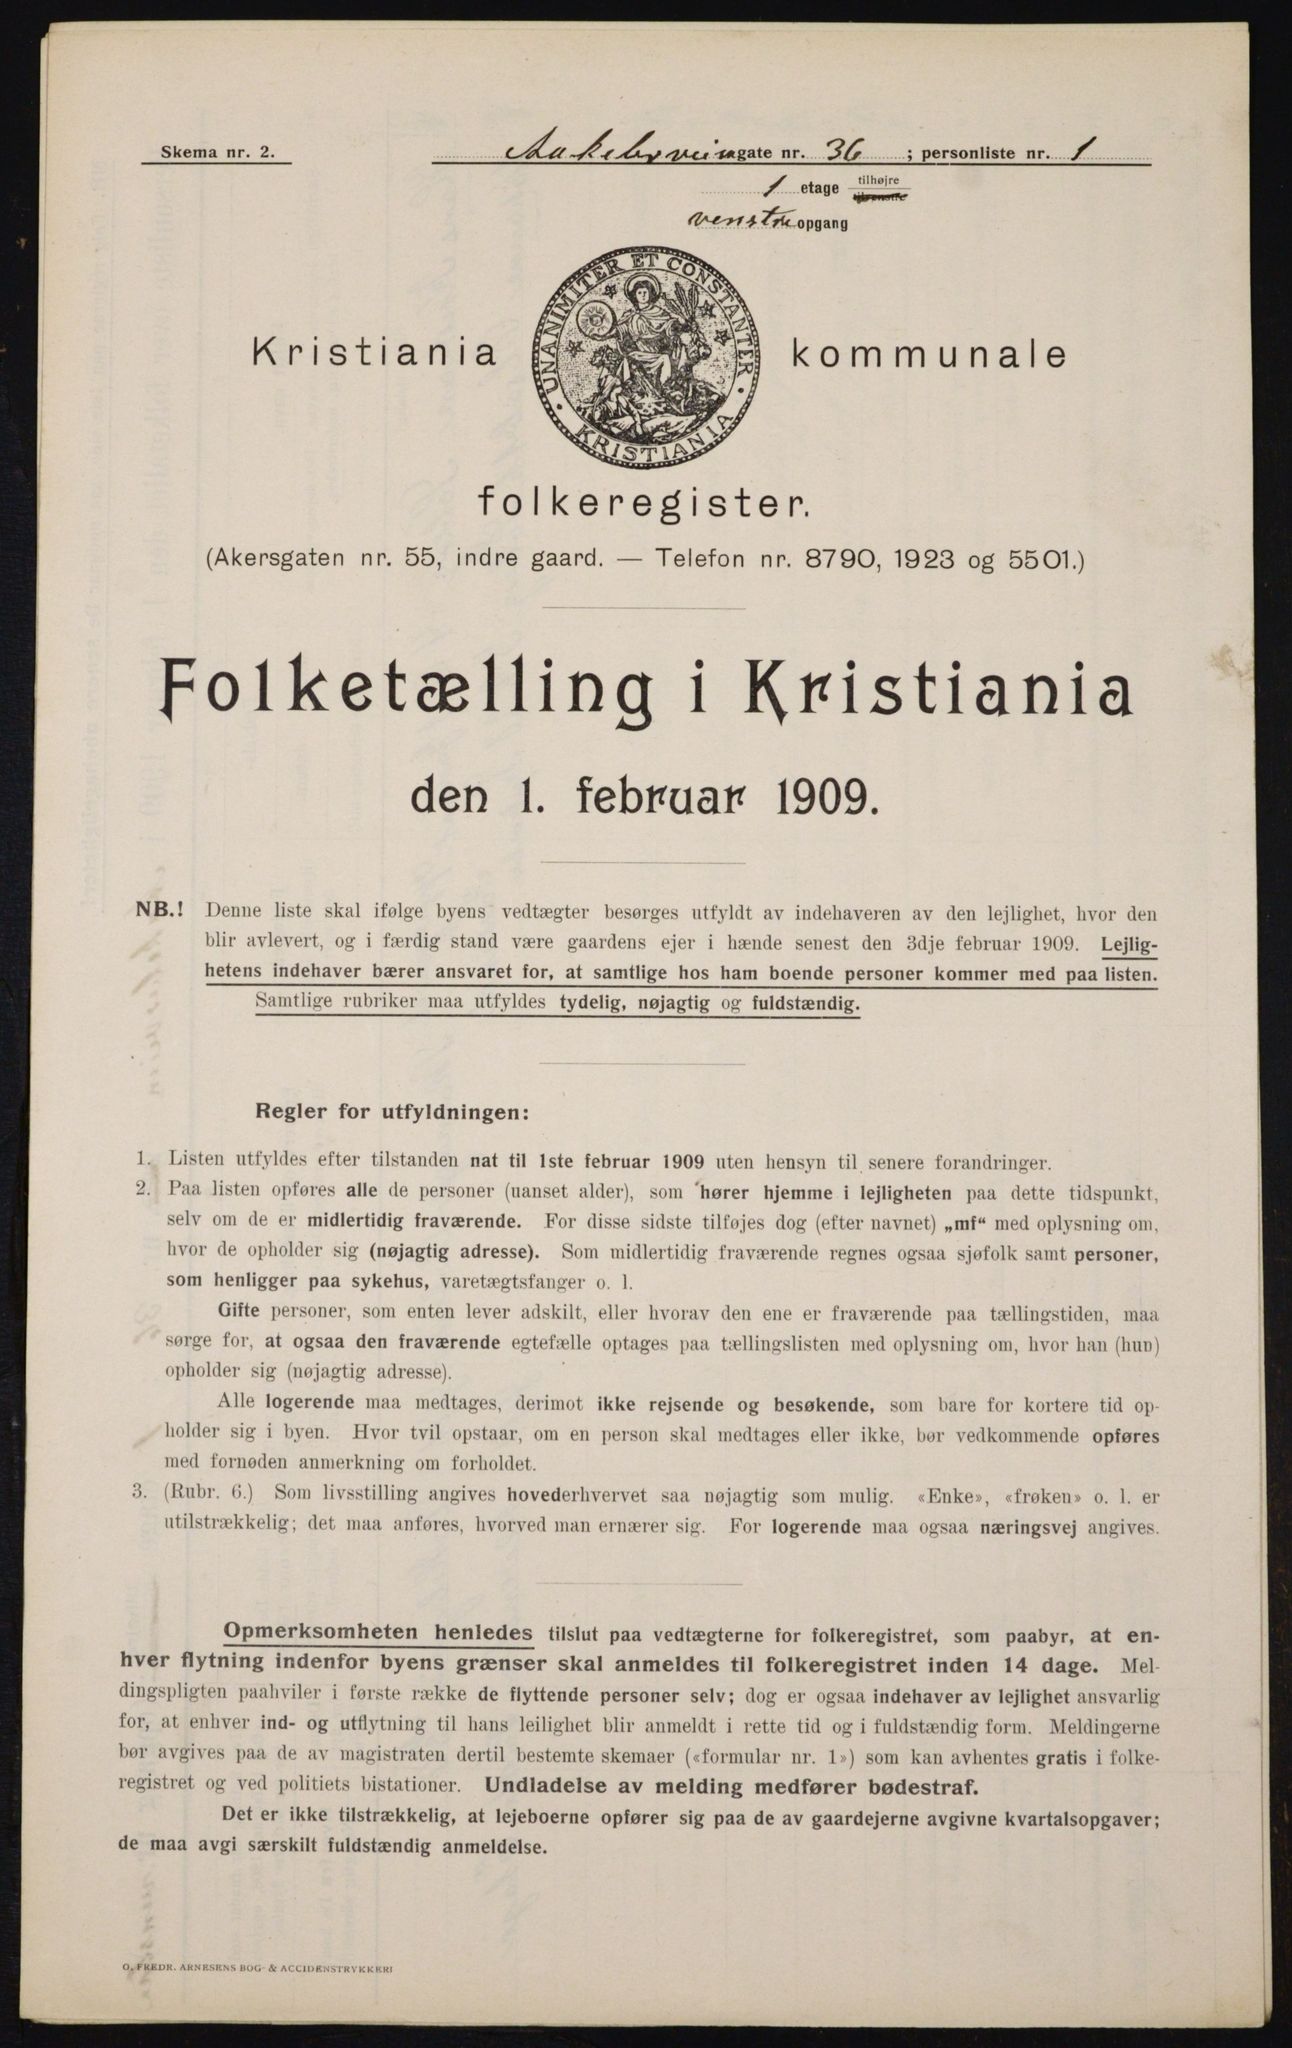 Skema nr. 2. Aakebrveien gate nr. 36 ; personliste nr. 1
1 etage tilhøjre tilvenstre
venstre opgang
UNANIMITER ET CONSTANTER · KRISTIANIA ·
Kristiania kommunale
folkeregister.
(Akersgaten nr. 55, indre gaard. — Telefon nr. 8790, 1923 og 5501.)
Folketælling i Kristiania
den 1. februar 1909.
NB.! Denne liste skal ifølge byens vedtægter besørges utfyldt av indehaveren av den lejlighet, hvor den
blir avlevert, og i færdig stand være gaardens ejer i hænde senest den 3dje februar 1909. Lejlig-
hetens indehaver bærer ansvaret for, at samtlige hos ham boende personer kommer med paa listen.
Samtlige rubriker maa utfyldes tydelig, nøjagtig og fuldstændig.
Regler for utfyldningen:
1. Listen utfyldes efter tilstanden nat til 1ste februar 1909 uten hensyn til senere forandringer.
2. Paa listen opføres alle de personer (uanset alder), som hører hjemme i lejligheten paa dette tidspunkt,
selv om de er midlertidig fraværende. For disse sidste tilføjes dog (efter navnet) „mf“ med oplysning om,
hvor de opholder sig (nøjagtig adresse). Som midlertidig fraværende regnes ogsaa sjøfolk samt personer,
som henligger paa sykehus, varetægtsfanger o. l.
Gifte personer, som enten lever adskilt, eller hvorav den ene er fraværende paa tællingstiden, maa
sørge for, at ogsaa den fraværende egtefælle optages paa tællingslisten med oplysning om, hvor han (hun)
opholder sig (nøjagtig adresse).
Alle logerende maa medtages, derimot ikke rejsende og besøkende, som bare for kortere tid op-
holder sig i byen. Hvor tvil opstaar, om en person skal medtages eller ikke, bør vedkommende opføres
med fornøden anmerkning om forholdet.
3. (Rubr. 6.) Som livsstilling angives hovederhvervet saa nøjagtig som mulig. «Enke», «frøken» o. l. er
utilstrækkelig; det maa anføres, hvorved man ernærer sig. For logerende maa ogsaa næringsvej angives.
Opmerksomheten henledes tilslut paa vedtægterne for folkeregistret, som paabyr, at en-
hver flytning indenfor byens grænser skal anmeldes til folkeregistret inden 14 dage. Mel-
dingspligten paahviler i første række de flyttende personer selv; dog er ogsaa indehaver av lejlighet ansvarlig
for, at enhver ind- og utflytning til hans leilighet blir anmeldt i rette tid og i fuldstændig form. Meldingerne
bør avgives paa de av magistraten dertil bestemte skemaer («formular nr. 1») som kan avhentes gratis i folke-
registret og ved politiets bistationer. Undladelse av melding medfører bødestraf.
Det er ikke tilstrækkelig, at lejeboerne opfører sig paa de av gaardejerne avgivne kvartalsopgaver;
de maa avgi særskilt fuldstændig anmeldelse.
O. FREDR. ARNESENS BOG- & ACCIDENSTRYKKERI